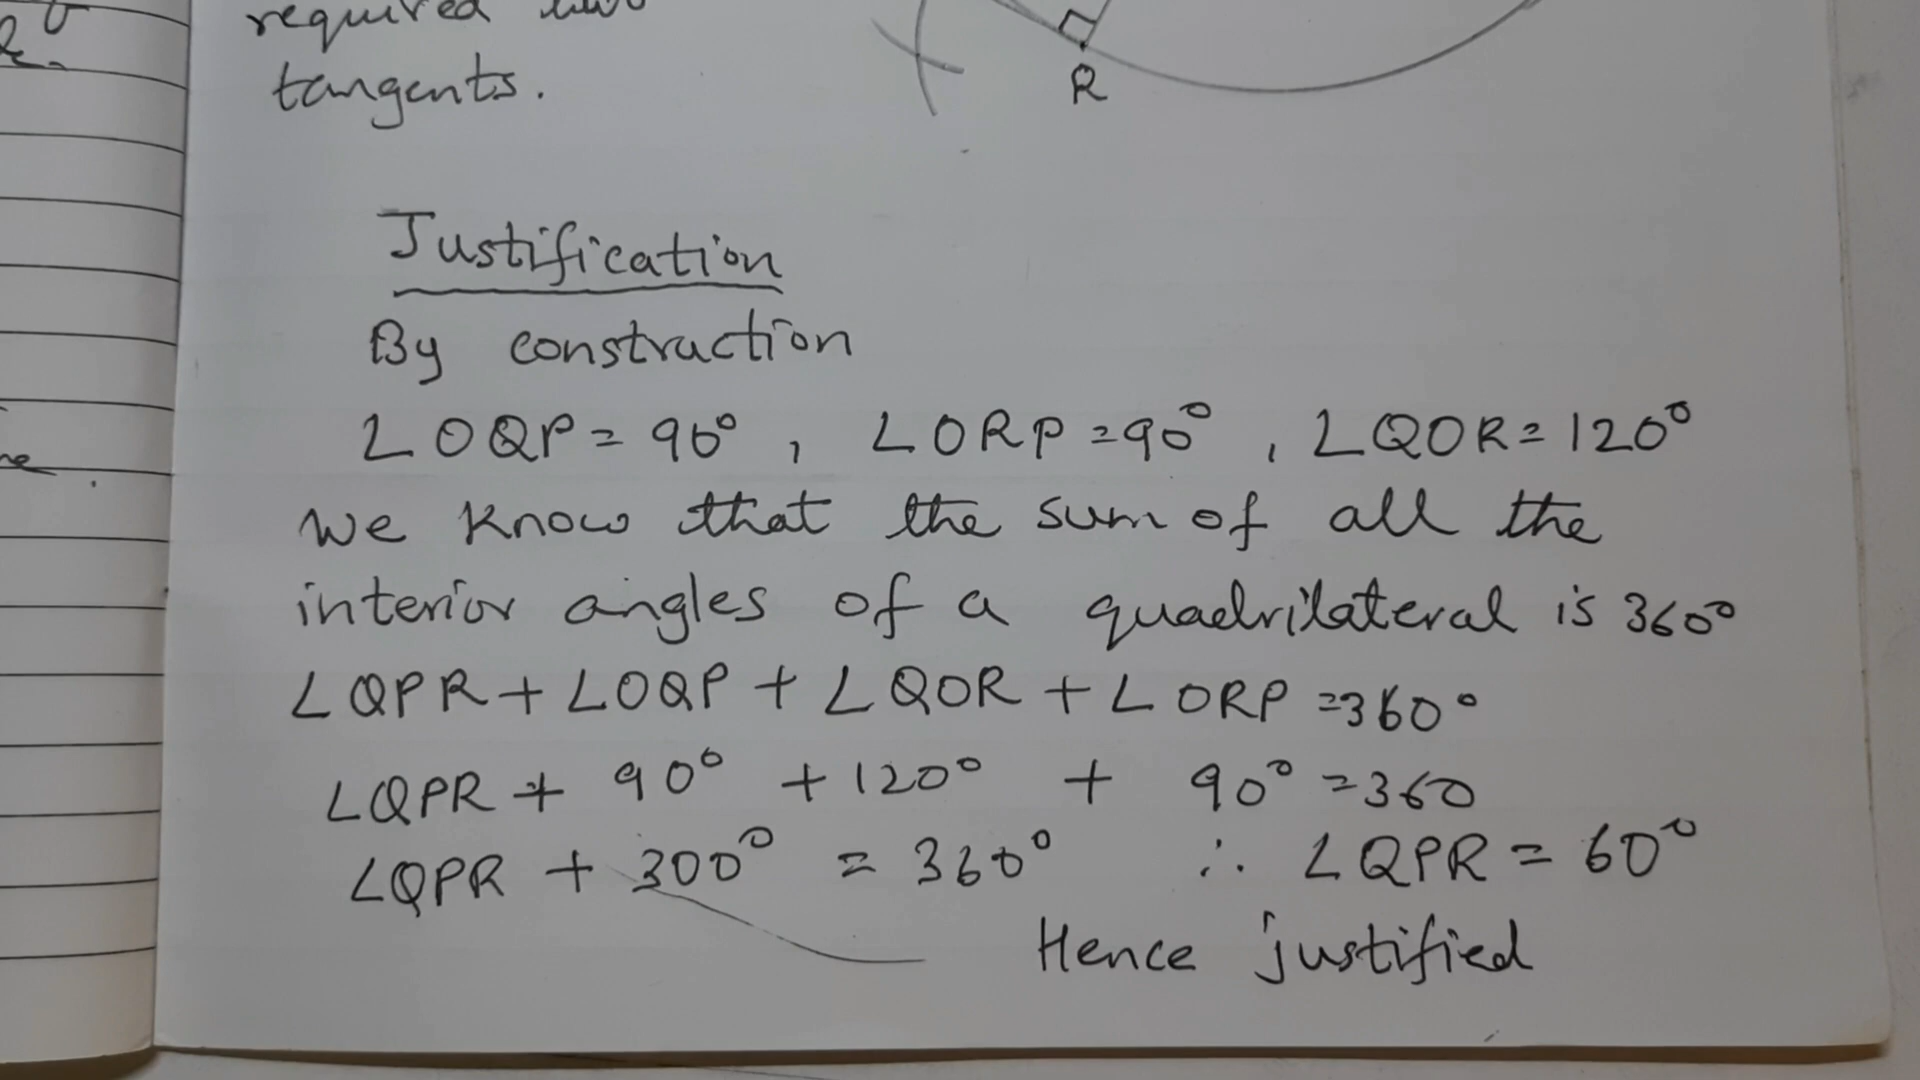 required two
tangents.
R
Justification
By construction
∠OQP = 90°, ∠ORP = 90°, ∠QOR = 120°
We know that the sum of all the
interior angles of a quadrilateral is 360°
∠QPR + ∠OQP + ∠QOR + ∠ORP = 360°
∠QPR + 90° + 120° + 90° = 360
∠QPR + 300° = 360° ∴ ∠QPR = 60°
Hence justified